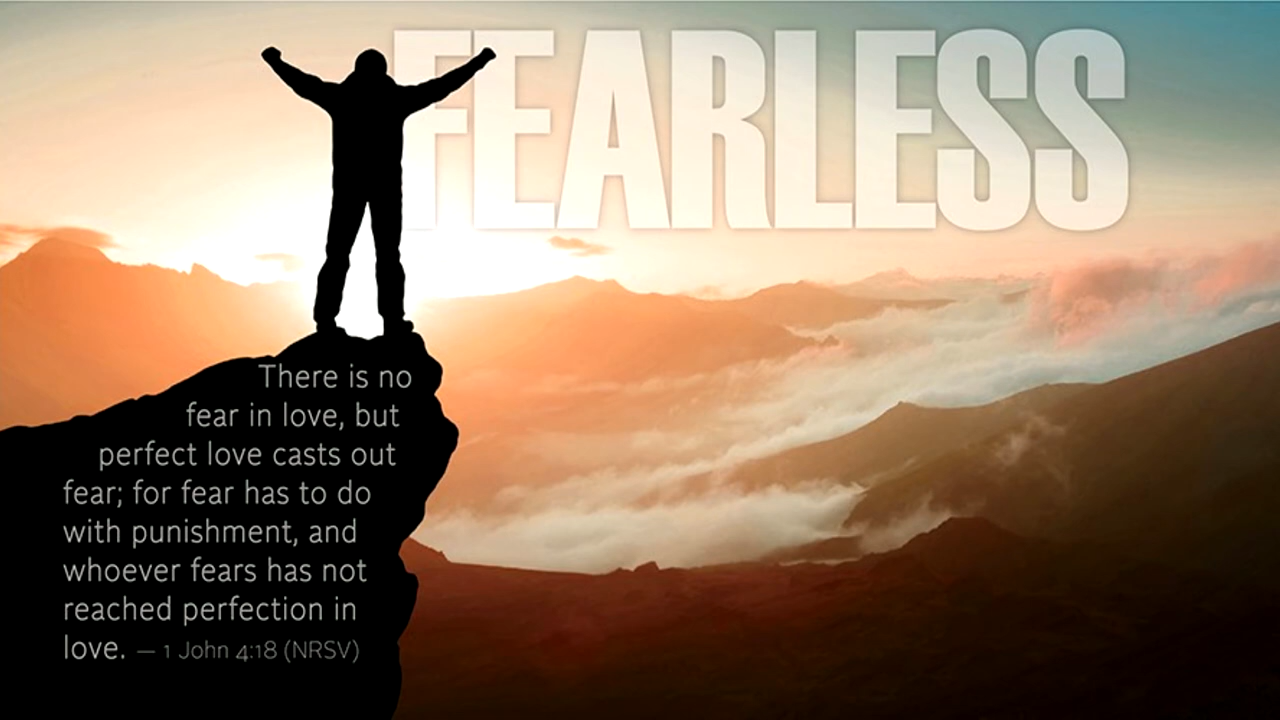 FEARLESS
There is no
fear in love, but
perfect love casts out
fear; for fear has to do
with punishment, and
whoever fears has not
reached perfection in
love. — 1 John 4:18 (NRSV)